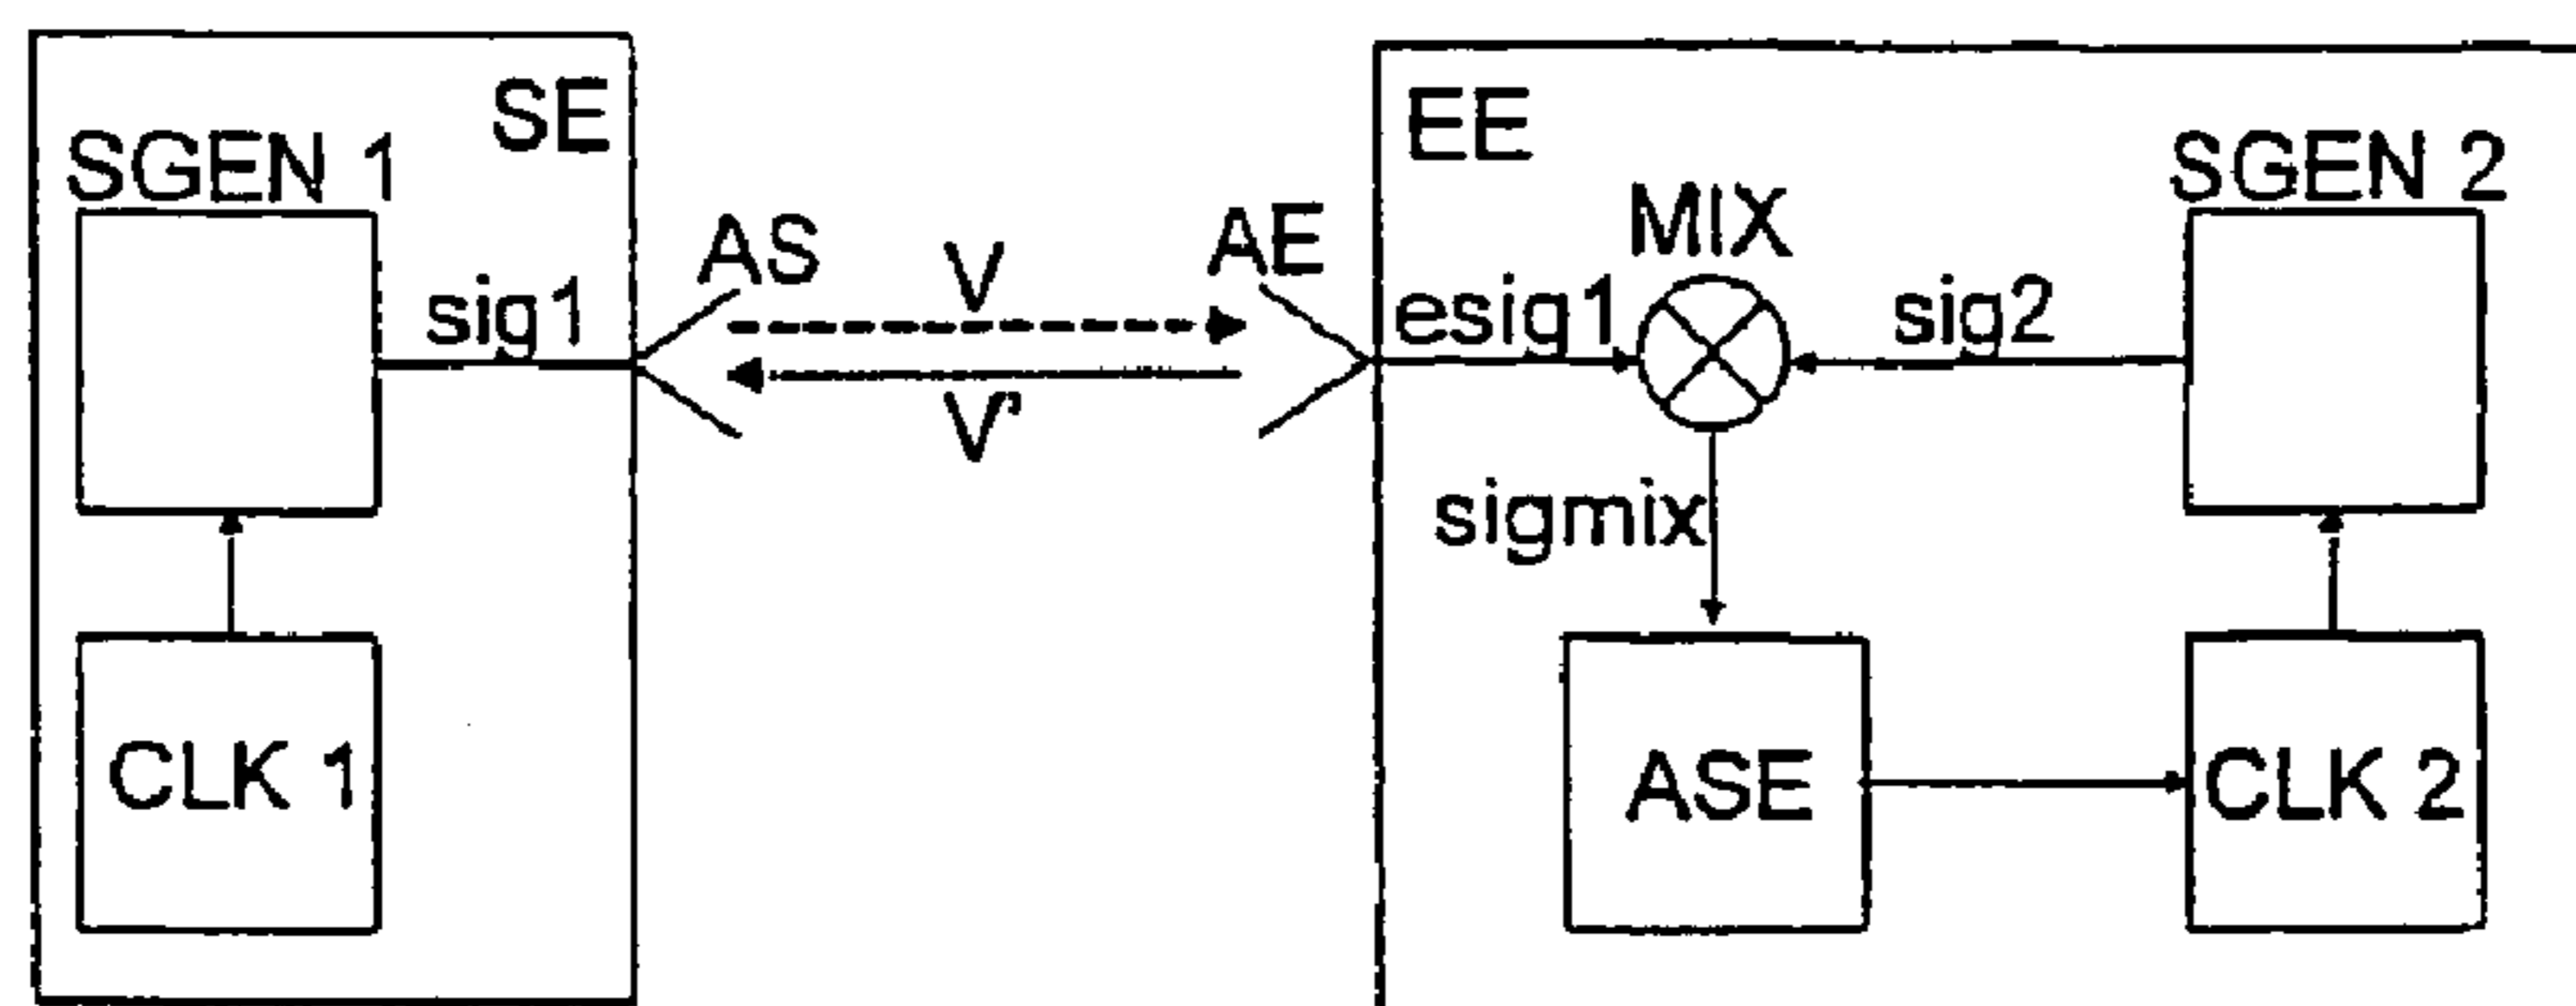 SE
SGEN 1
sig1
CLK 1
AS
V
V'
AE
EE
MIX
SGEN 2
esig1
sig2
sigmix
ASE
CLK 2